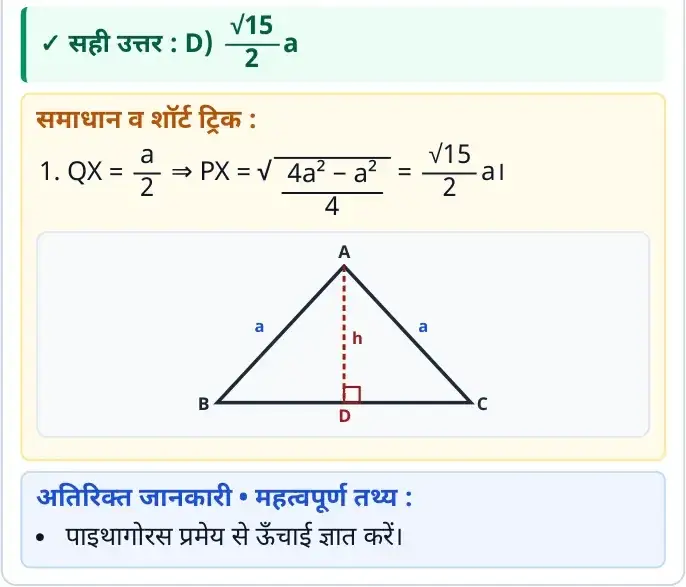 ✓ सही उत्तर : D) √15/2 a
समाधान व शॉर्ट ट्रिक :
1. QX = a/2 ⇒ PX = √(4a² − a²)/4 = √15/2 a।
A
a
h
a
B
D
C
अतिरिक्त जानकारी • महत्वपूर्ण तथ्य :
• पाइथागोरस प्रमेय से ऊँचाई ज्ञात करें।